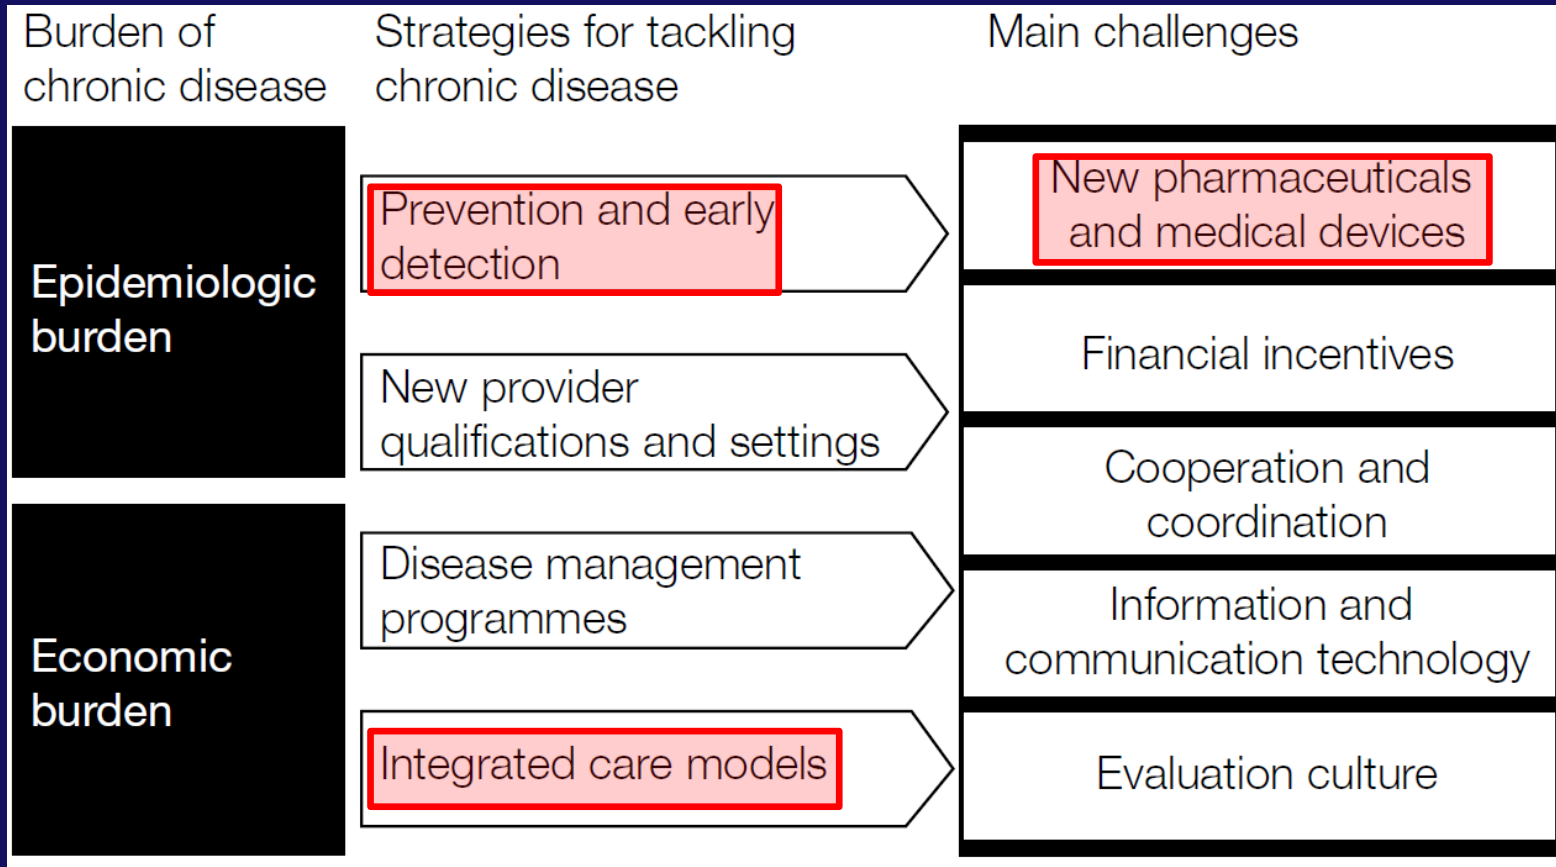 Burden of
chronic disease
Strategies for tackling
chronic disease
Main challenges
Epidemiologic
burden
Economic
burden
Prevention and early
detection
New provider
qualifications and settings
Disease management
programmes
Integrated care models
New pharmaceuticals
and medical devices
Financial incentives
Cooperation and
coordination
Information and
communication technology
Evaluation culture